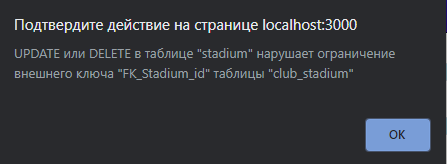 Подтвердите действие на странице localhost:3000
UPDATE или DELETE в таблице "stadium" нарушает ограничение
внешнего ключа "FK_Stadium_id" таблицы "club_stadium"
OK